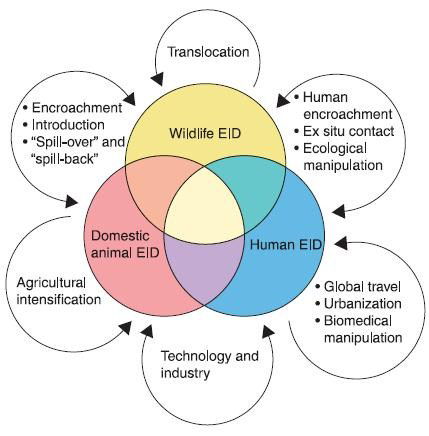 Translocation
• Encroachment
• Introduction
• “Spill-over” and
“spill-back”
Wildlife EID
• Human
encroachment
• Ex situ contact
• Ecological
manipulation
Domestic
animal EID
Human EID
Agricultural
intensification
• Global travel
• Urbanization
• Biomedical
manipulation
Technology and
industry